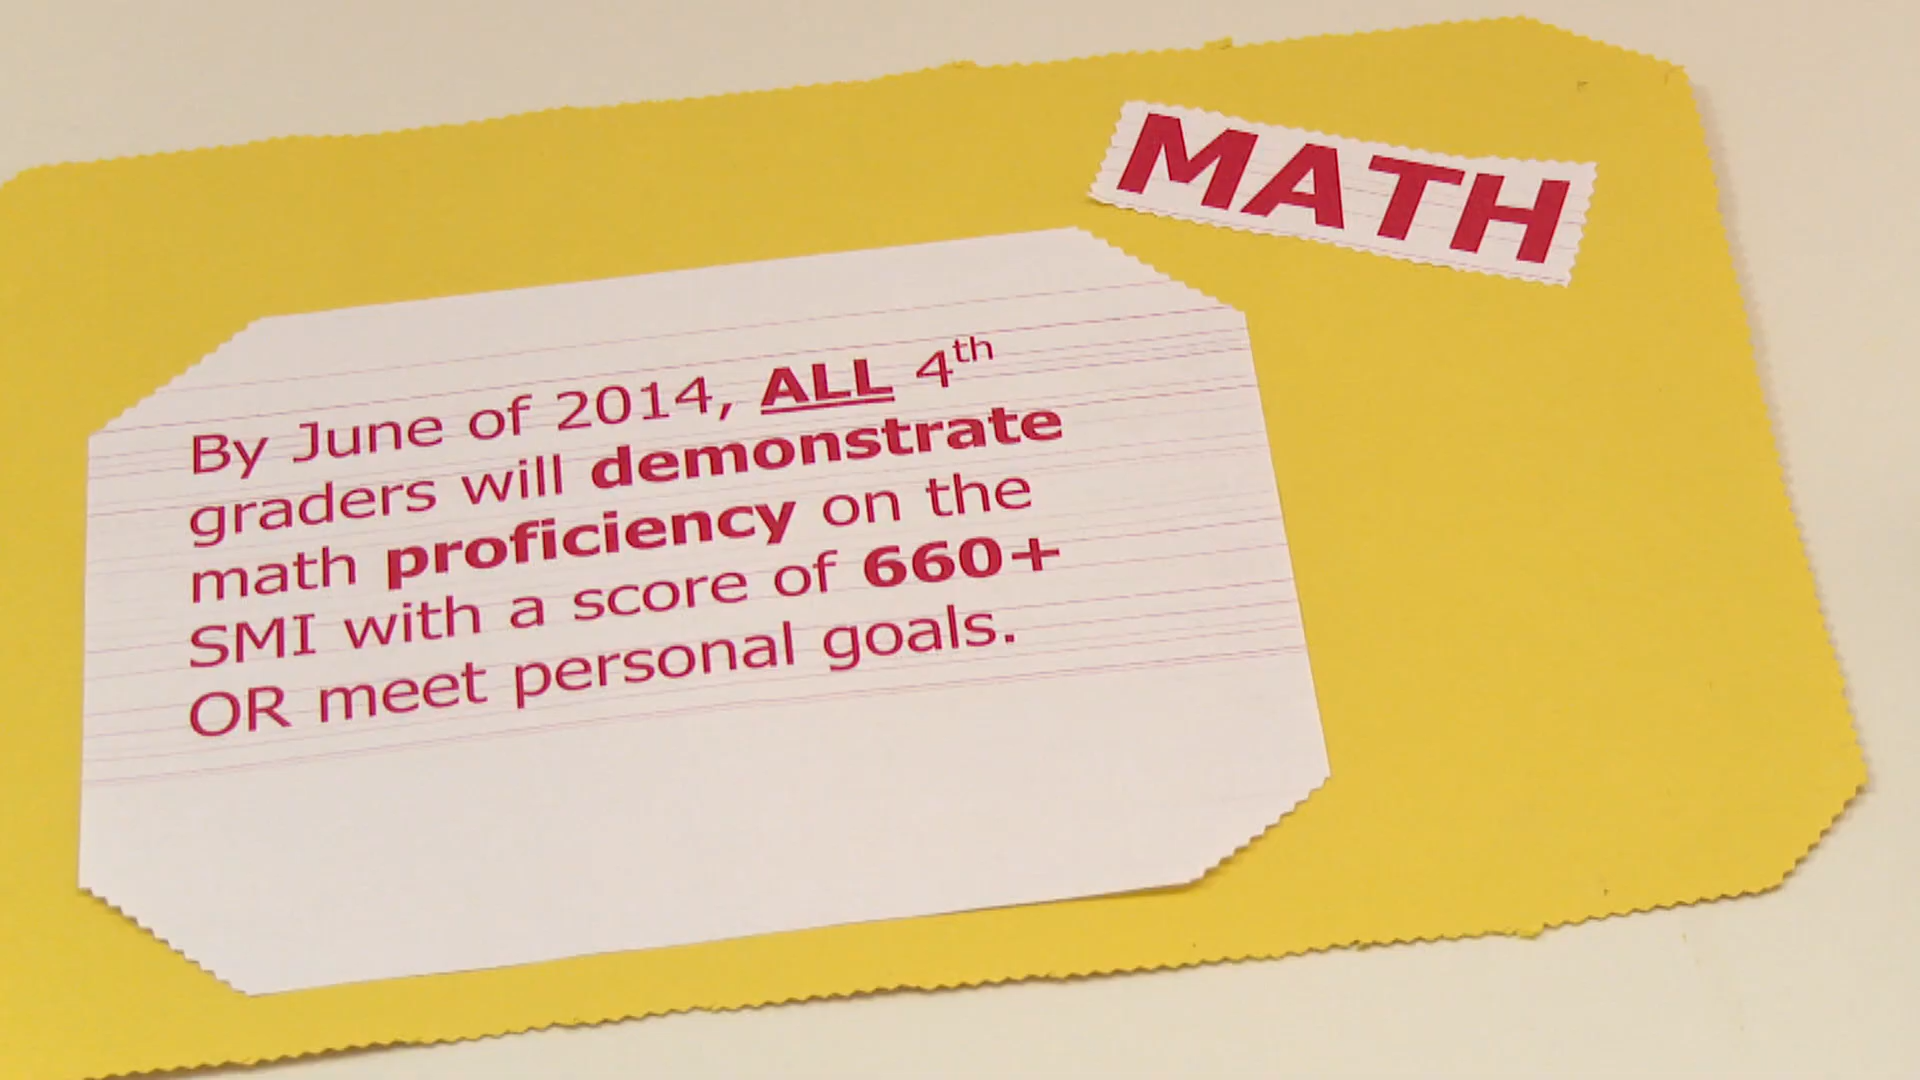 MATH
By June of 2014, ALL 4th
graders will demonstrate
math proficiency on the
SMI with a score of 660+
OR meet personal goals.